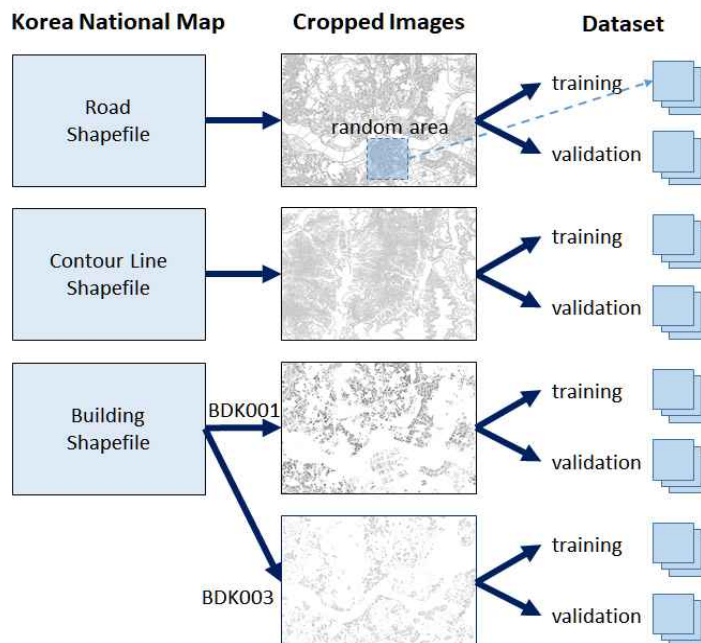 Korea National Map
Cropped Images
Dataset
Road
Shapefile
random area
training
validation
Contour Line
Shapefile
training
validation
Building
Shapefile
BDK001
training
validation
BDK003
training
validation